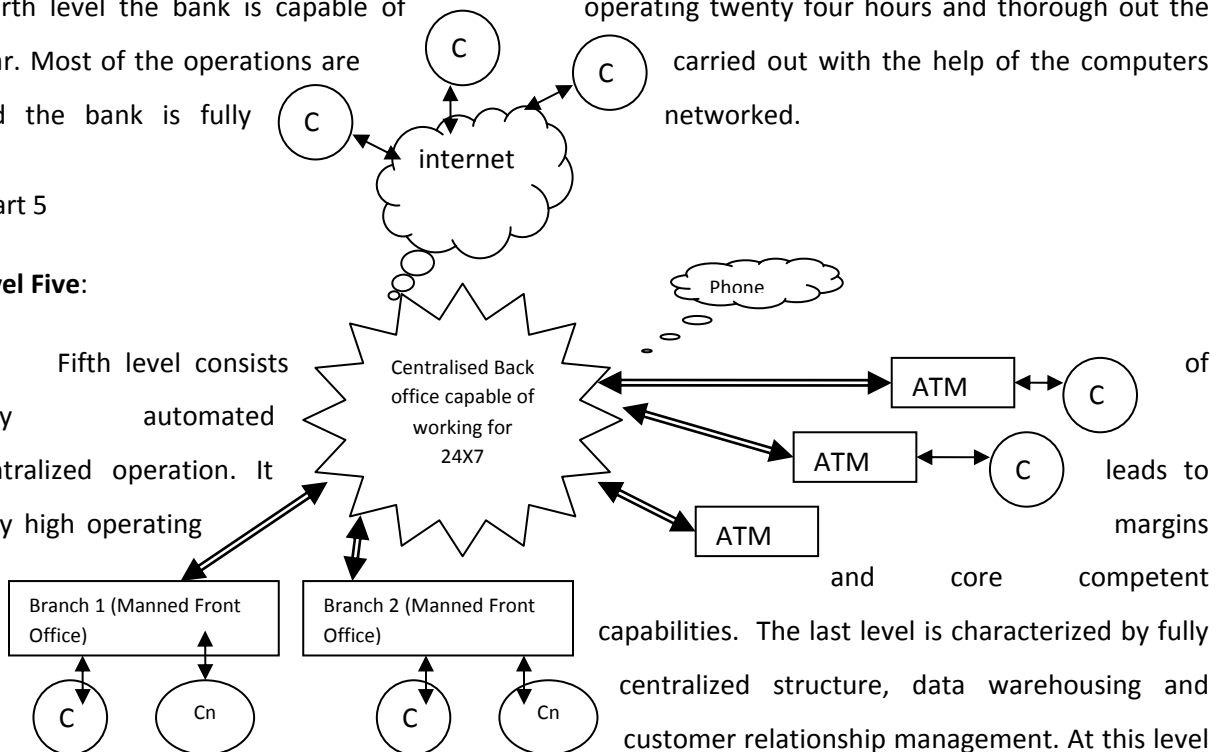 rth level the bank is capable of operating twenty four hours and thorough out the
ar. Most of the operations are carried out with the help of the computers
the bank is fully networked.
C
C
C
internet
art 5
vel Five:
Phone
Fifth level consists of
y automated
ntralized operation. It leads to
y high operating margins
and core competent
capabilities. The last level is characterized by fully
centralized structure, data warehousing and
customer relationship management. At this level
Centralised Back
office capable of
working for
24X7
ATM
C
ATM
C
ATM
Branch 1 (Manned Front
Office)
Branch 2 (Manned Front
Office)
C
Cn
C
Cn